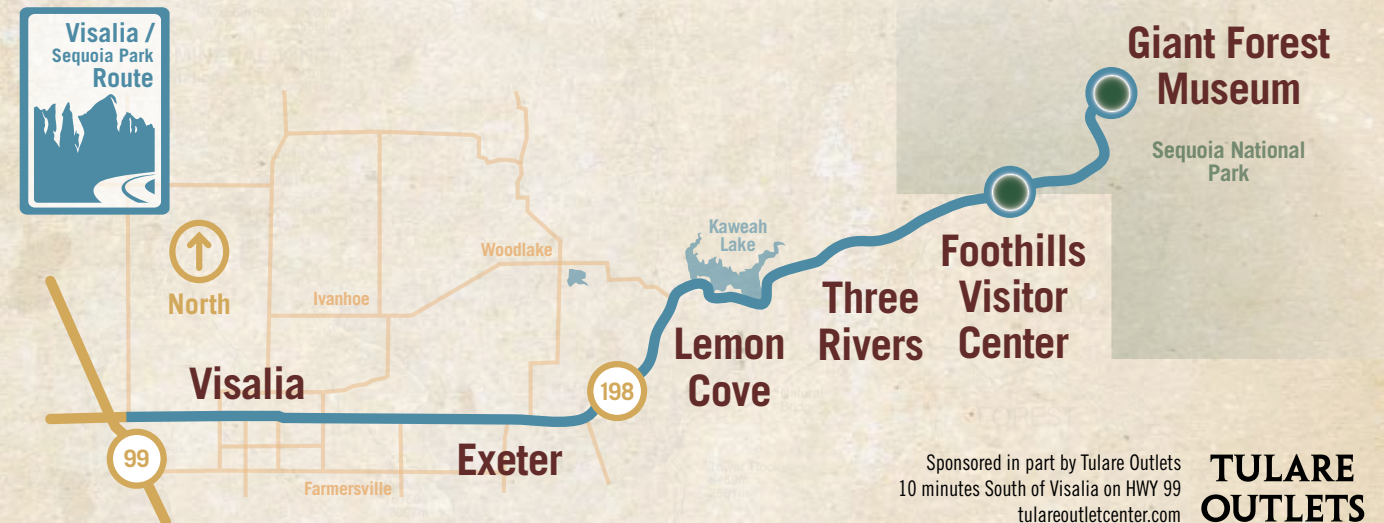 Visalia /
Sequoia Park
Route
Giant Forest
Museum
Sequoia National
Park
Kaweah
Lake
Woodlake
North
Ivanhoe
Foothills
Visitor
Center
Three
Rivers
Lemon
Cove
Visalia
198
99
Exeter
Farmersville
Sponsored in part by Tulare Outlets
10 minutes South of Visalia on HWY 99
tulareoutletcenter.com
TULARE
OUTLETS